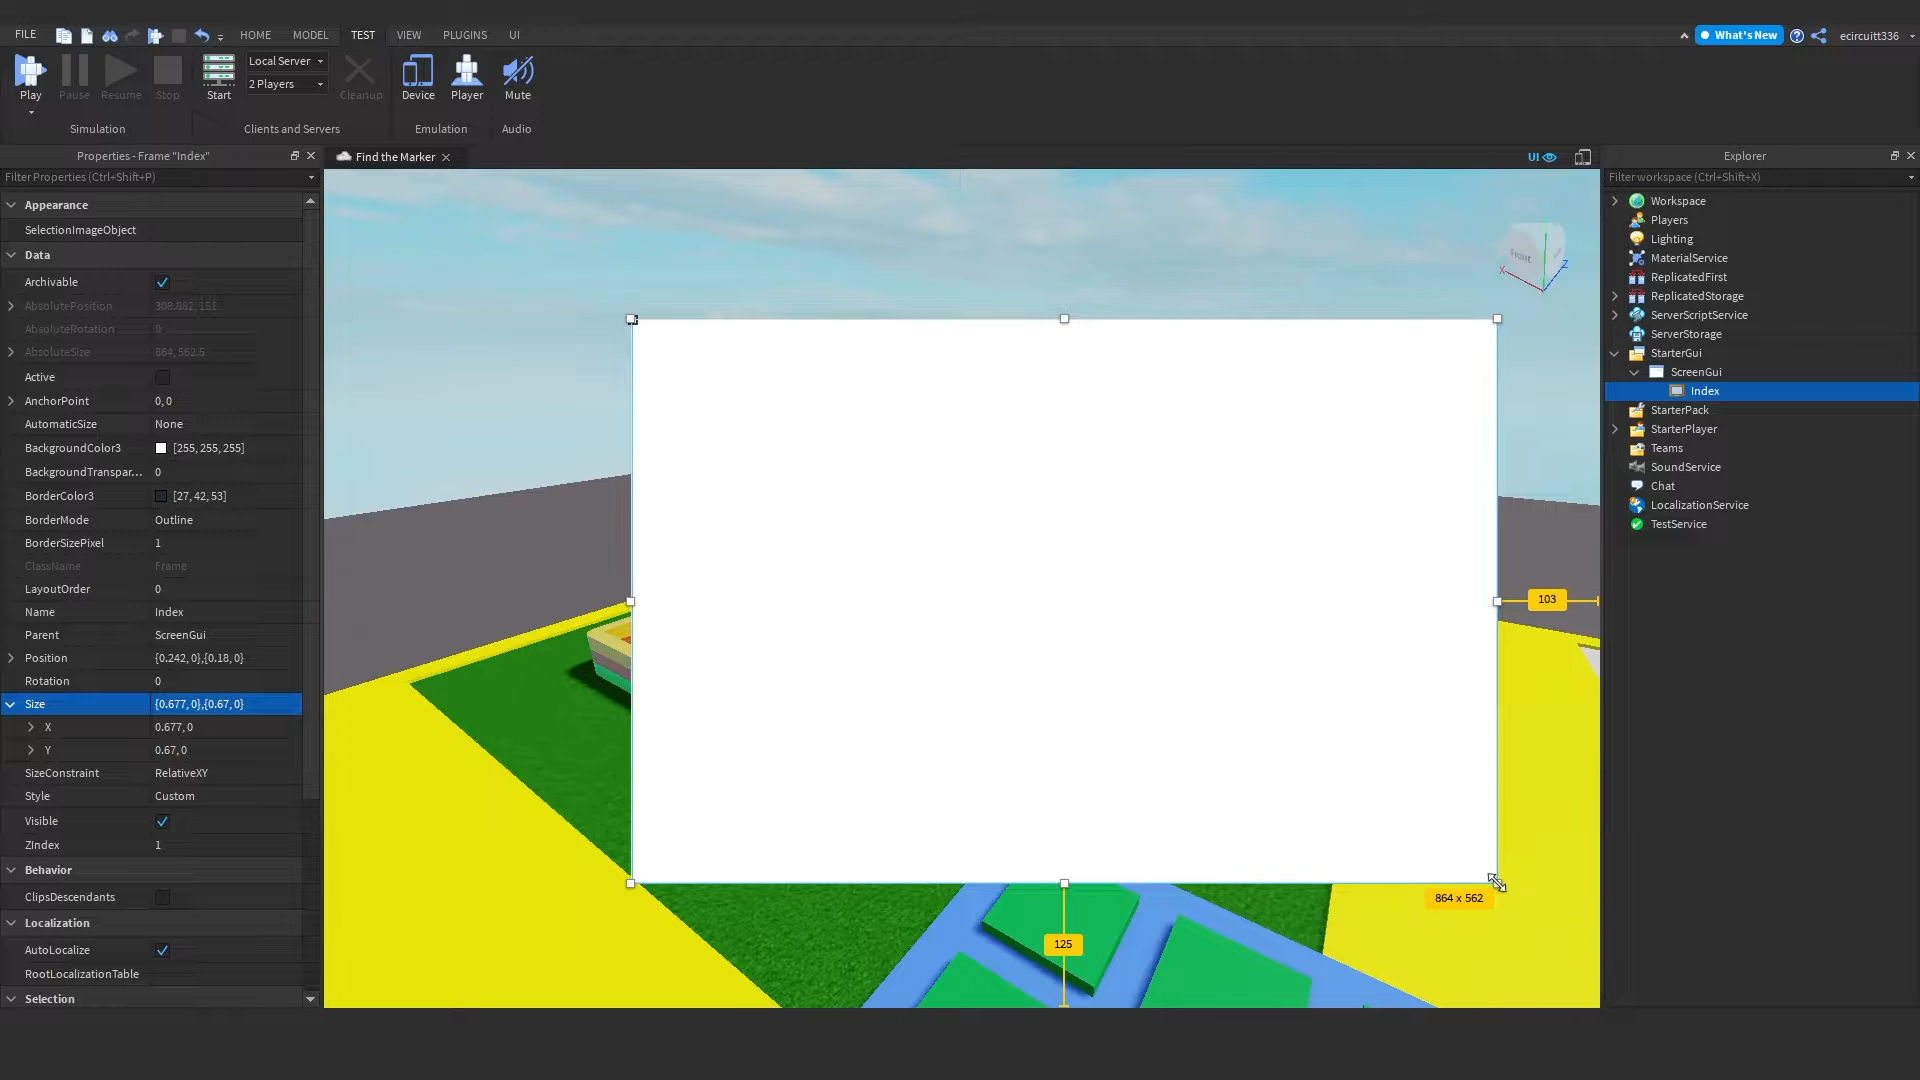 FILE HOME MODEL TEST VIEW PLUGINS UI What's New ecircuitt336
Play Pause Resume Stop Start Local Server 2 Players Cleanup Device Player Mute
Simulation Clients and Servers Emulation Audio
Properties - Frame "Index"
Filter Properties (Ctrl+Shift+P)
Appearance
SelectionImageObject
Data
Archivable
AbsolutePosition
AbsoluteRotation 0
AbsoluteSize 864, 562.5
Active
AnchorPoint 0, 0
AutomaticSize None
BackgroundColor3 [255, 255, 255]
BackgroundTranspar... 0
BorderColor3 [27, 42, 53]
BorderMode Outline
BorderSizePixel 1
ClassName Frame
LayoutOrder 0
Name Index
Parent ScreenGui
Position {0.242, 0},{0.18, 0}
Rotation 0
Size {0.677, 0},{0.67, 0}
X 0.677, 0
Y 0.67, 0
SizeConstraint RelativeXY
Style Custom
Visible
ZIndex 1
Behavior
ClipsDescendants
Localization
AutoLocalize
RootLocalizationTable
Selection
Find the Marker
UI
Front
X
Z
103
864 x 562
125
Explorer
Filter workspace (Ctrl+Shift+X)
Workspace
Players
Lighting
MaterialService
ReplicatedFirst
ReplicatedStorage
ServerScriptService
ServerStorage
StarterGui
ScreenGui
Index
StarterPack
StarterPlayer
Teams
SoundService
Chat
LocalizationService
TestService